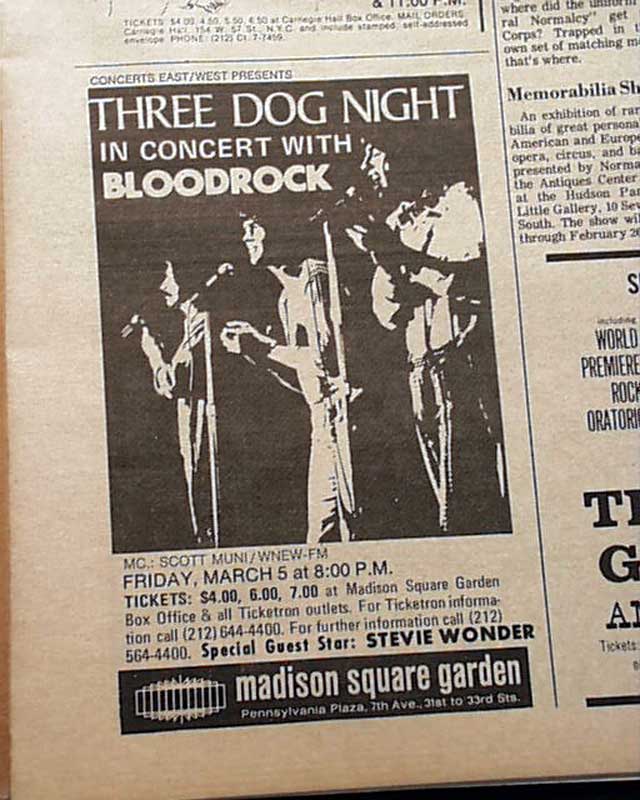 & 11:00 P.M.
TICKETS $4.00, 4.50, 5.50, 6.50 at Carnegie Hall Box Office. MAIL ORDERS:
Carnegie Hall, 154 W. 57 St., N.Y.C. and include stamped, self-addressed
envelope. PHONE: (212) CI. 7-7459.
where did the uniform
ral Normalcy" get
Corps? Trapped in t
own set of matching m
that's where.
Memorabilia Sh
An exhibition of rar
bilia of great persona
American and Europe
opera, circus, and ba
presented by Norma
the Antiques Center
at the Hudson Par
Little Gallery, 10 Sev
South. The show wil
through February 26
CONCERTS EAST/WEST PRESENTS
THREE DOG NIGHT
IN CONCERT WITH
BLOODROCK
MC.: SCOTT MUNI/WNEW-FM
FRIDAY, MARCH 5 at 8:00 P.M.
TICKETS: $4.00, 6.00, 7.00 at Madison Square Garden
Box Office & all Ticketron outlets. For Ticketron informa-
tion call (212) 644-4400. For further information call (212)
564-4400. Special Guest Star: STEVIE WONDER
madison square garden
Pennsylvania Plaza, 7th Ave., 31st to 33rd Sts.
S
including
WORLD
PREMIERE
ROCK
ORATORI
TI
G
AN
Tickets: